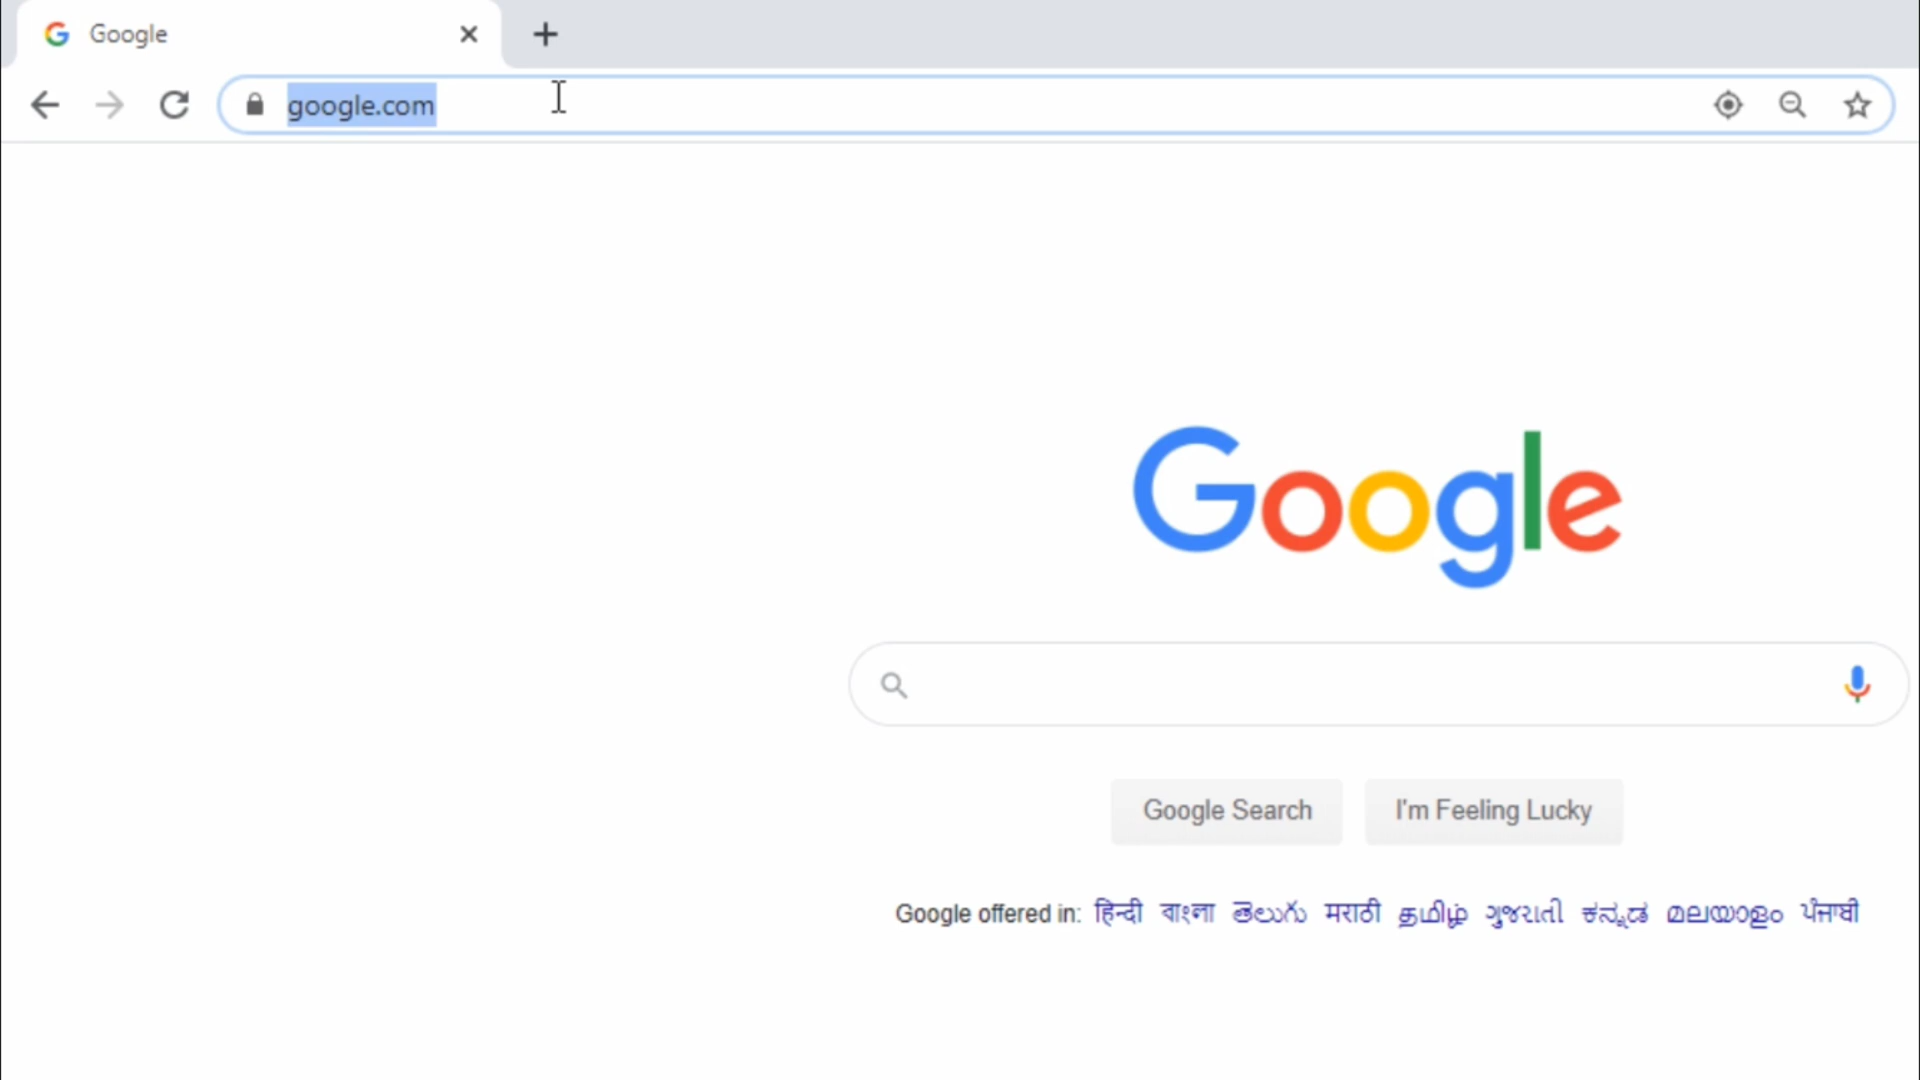 Google
google.com
Google
Google Search I'm Feeling Lucky
Google offered in: हिन्दी বাংলা తెలుగు मराठी தமிழ் ગુજરાતી ಕನ್ನಡ മലയാളം ਪੰਜਾਬੀ